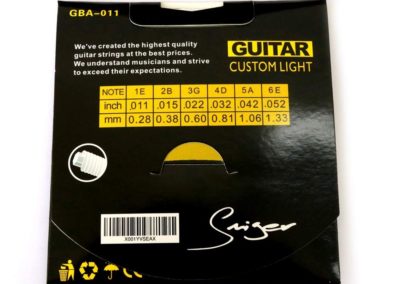 GBA-011
We've created the highest quality
guitar strings at the best prices.
We understand musicians and strive
to exceed their expectations.
GUITAR
CUSTOM LIGHT
NOTE 1E 2B 3G 4D 5A 6E
inch .011 .015 .022 .032 .042 .052
mm 0.28 0.38 0.60 0.81 1.06 1.33
X001YVSEAX
Sniger